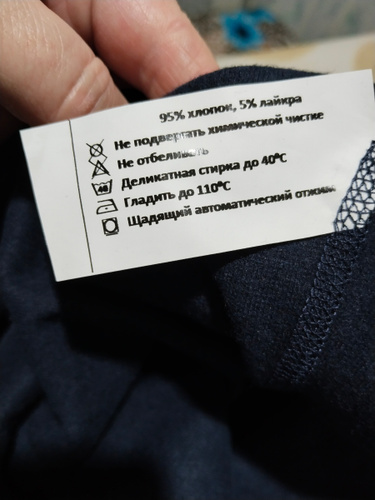 95% хлопок, 5% лайкра
Не подвергать химической чистке
Не отбеливать
40
Деликатная стирка до 40°C
Гладить до 110°C
Щадящий автоматический отжим